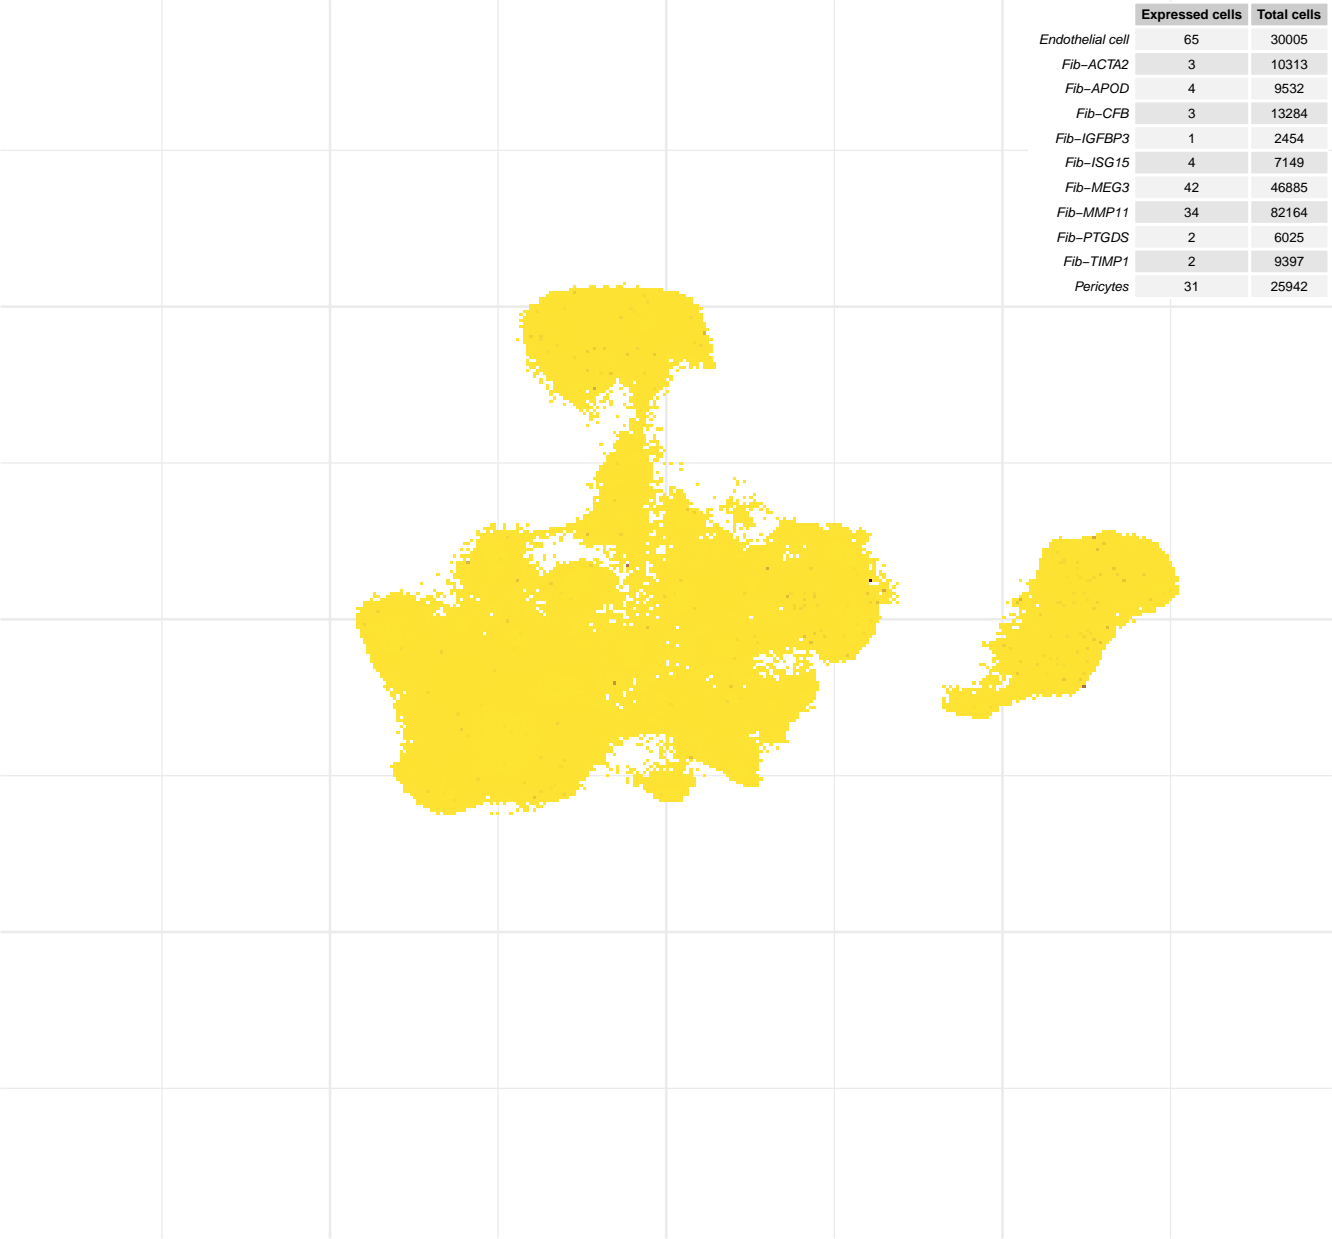 Expressed cells Total cells
Endothelial cell 65 30005
Fib−ACTA2 3 10313
Fib−APOD 4 9532
Fib−CFB 3 13284
Fib−IGFBP3 1 2454
Fib−ISG15 4 7149
Fib−MEG3 42 46885
Fib−MMP11 34 82164
Fib−PTGDS 2 6025
Fib−TIMP1 2 9397
Pericytes 31 25942